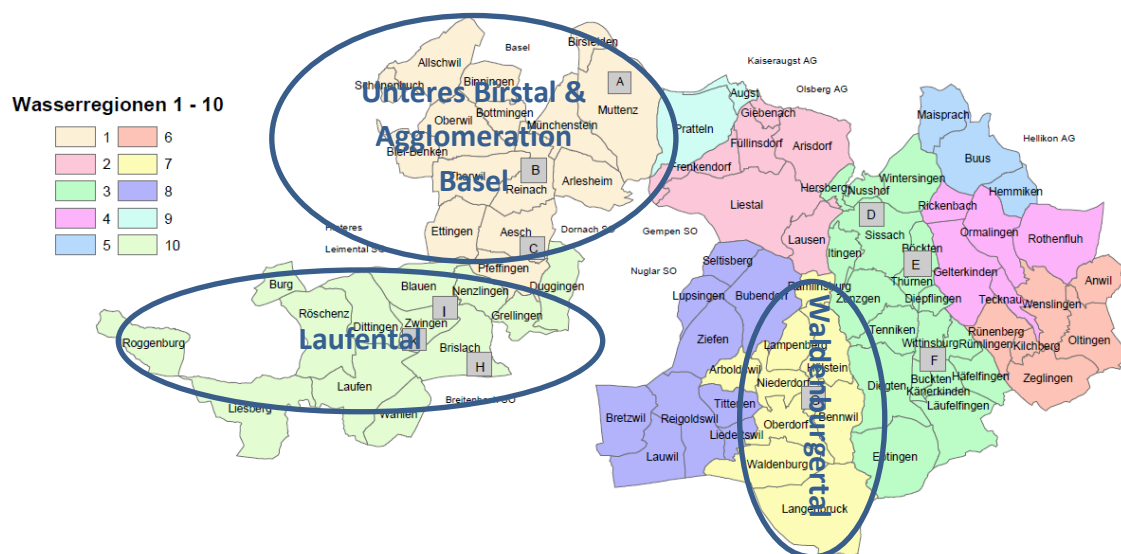 Wasserregionen 1 - 10
1
6
2
7
3
8
4
9
5
10
Unteres Birstal &
Agglomeration
Basel
Laufental
Waldenburgertal
Basel
Birsfelden
Allschwil
Schönenbuch
Binningen
A
Muttenz
Bottmingen
Oberwil
Münchenstein
Biel-Benken
Therwil
B
Reinach
Arlesheim
Ettingen
Aesch
C
Hinteres
Leimental SO
Dornach SO
Gempen SO
Nuglar SO
Pfeffingen
Duggingen
Kaiseraugst AG
Olsberg AG
Hellikon AG
Augst
Pratteln
Giebenach
Füllinsdorf
Arisdorf
Frenkendorf
Hersberg
Liestal
Lausen
Maisprach
Buus
Hemmiken
Wintersingen
Nusshof
Rickenbach
D
Sissach
Itingen
Böckten
E
Ormalingen
Rothenfluh
Gelterkinden
Thürnen
Diepflingen
Tecknau
Zunzgen
Anwil
Wenslingen
Rünenberg
Kilchberg
Oltingen
Zeglingen
Tenniken
Wittinsburg
Rümlingen
F
Buckten
Häfelfingen
Känerkinden
Läufelfingen
Diegten
Eptingen
Seltisberg
Lupsingen
Bubendorf
Ramlinsburg
Ziefen
Lampenberg
Hölstein
Arboldswil
Niederdorf
Titterten
Bennwil
Bretzwil
Reigoldswil
Oberdorf
Liedertswil
Lauwil
Waldenburg
Langenbruck
Burg
Blauen
Nenzlingen
Röschenz
I
Grellingen
Dittingen
Zwingen
K
Brislach
H
Roggenburg
Laufen
Breitenbach SO
Liesberg
Wahlen